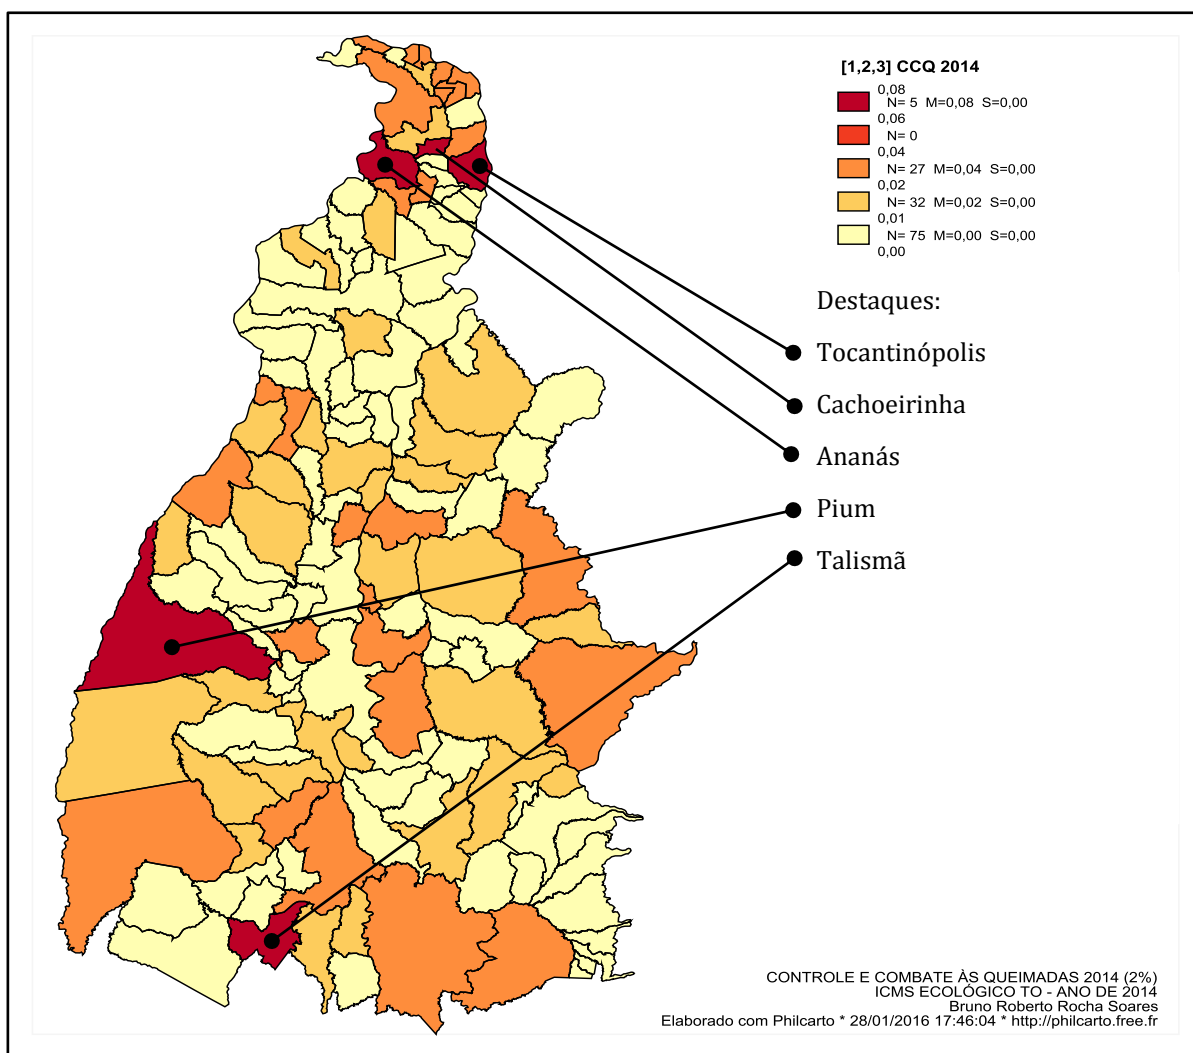 [1,2,3] CCQ 2014
0,08
N= 5 M=0,08 S=0,00
0,06
N= 0
0,04
N= 27 M=0,04 S=0,00
0,02
N= 32 M=0,02 S=0,00
0,01
N= 75 M=0,00 S=0,00
0,00
Destaques:
Tocantinópolis
Cachoeirinha
Ananás
Pium
Talismã
CONTROLE E COMBATE ÀS QUEIMADAS 2014 (2%)
ICMS ECOLÓGICO TO - ANO DE 2014
Bruno Roberto Rocha Soares
Elaborado com Philcarto * 28/01/2016 17:46:04 * http://philcarto.free.fr